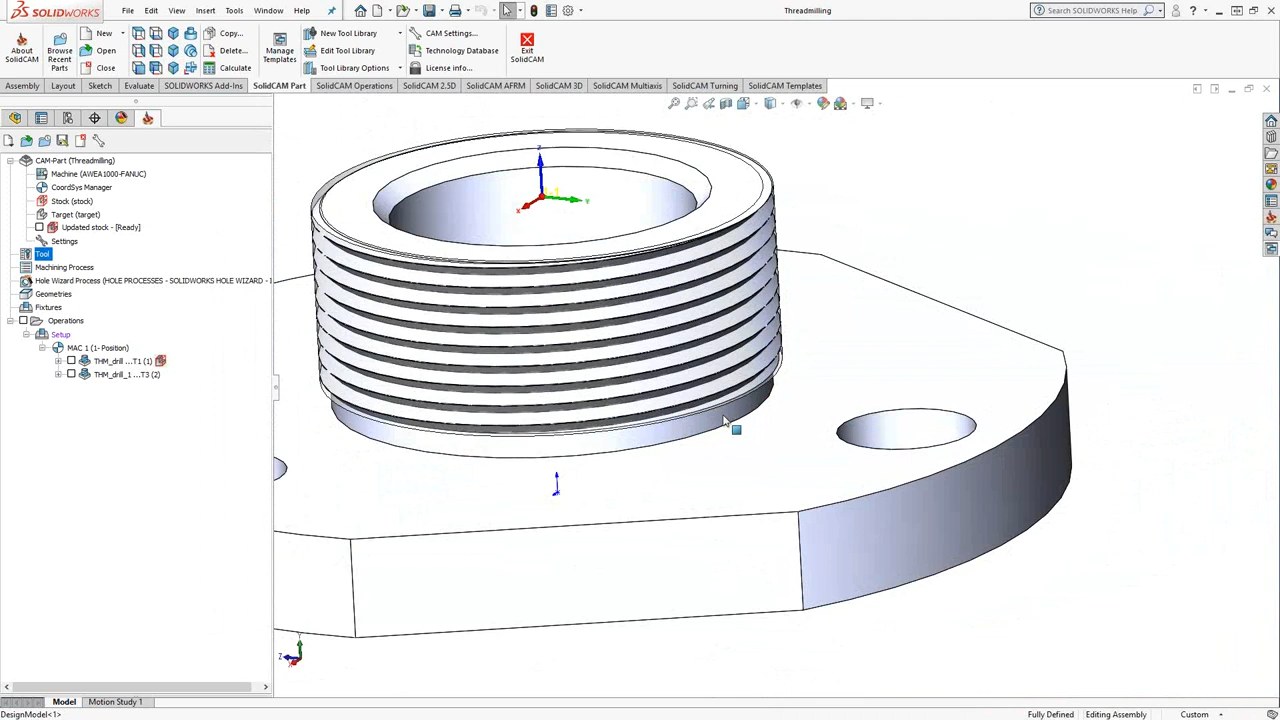 SOLIDWORKS File Edit View Insert Tools Window Help Threadmilling Search SOLIDWORKS Help
About SolidCAM
Browse Recent Parts
New
Open
Close
Copy...
Delete...
Calculate
Manage Templates
New Tool Library
Edit Tool Library
Tool Library Options
CAM Settings...
Technology Database
License info...
Exit SolidCAM
Assembly Layout Sketch Evaluate SOLIDWORKS Add-Ins SolidCAM Part SolidCAM Operations SolidCAM 2.5D SolidCAM AFRM SolidCAM 3D SolidCAM Multiaxis SolidCAM Turning SolidCAM Templates
CAM-Part (Threadmilling)
Machine (AWEA1000-FANUC)
CoordSys Manager
Stock (stock)
Target (target)
Updated stock - [Ready]
Settings
Tool
Machining Process
Hole Wizard Process (HOLE PROCESSES - SOLIDWORKS HOLE WIZARD -
Geometries
Fixtures
Operations
Setup
MAC 1 (1- Position)
THM_drill ...T1 (1)
THM_drill_1 ...T3 (2)
Z
X
Y
Y
Z
X
Model Motion Study 1
DesignModel<1> Fully Defined Editing Assembly Custom